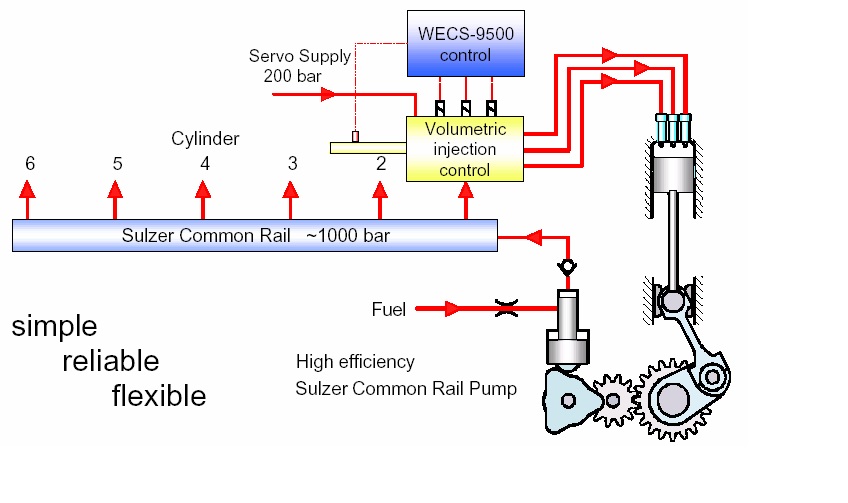 WECS-9500
control
Servo Supply
200 bar
Volumetric
injection
control
Cylinder
6 5 4 3 2
Sulzer Common Rail ~1000 bar
Fuel
simple
reliable
flexible
High efficiency
Sulzer Common Rail Pump